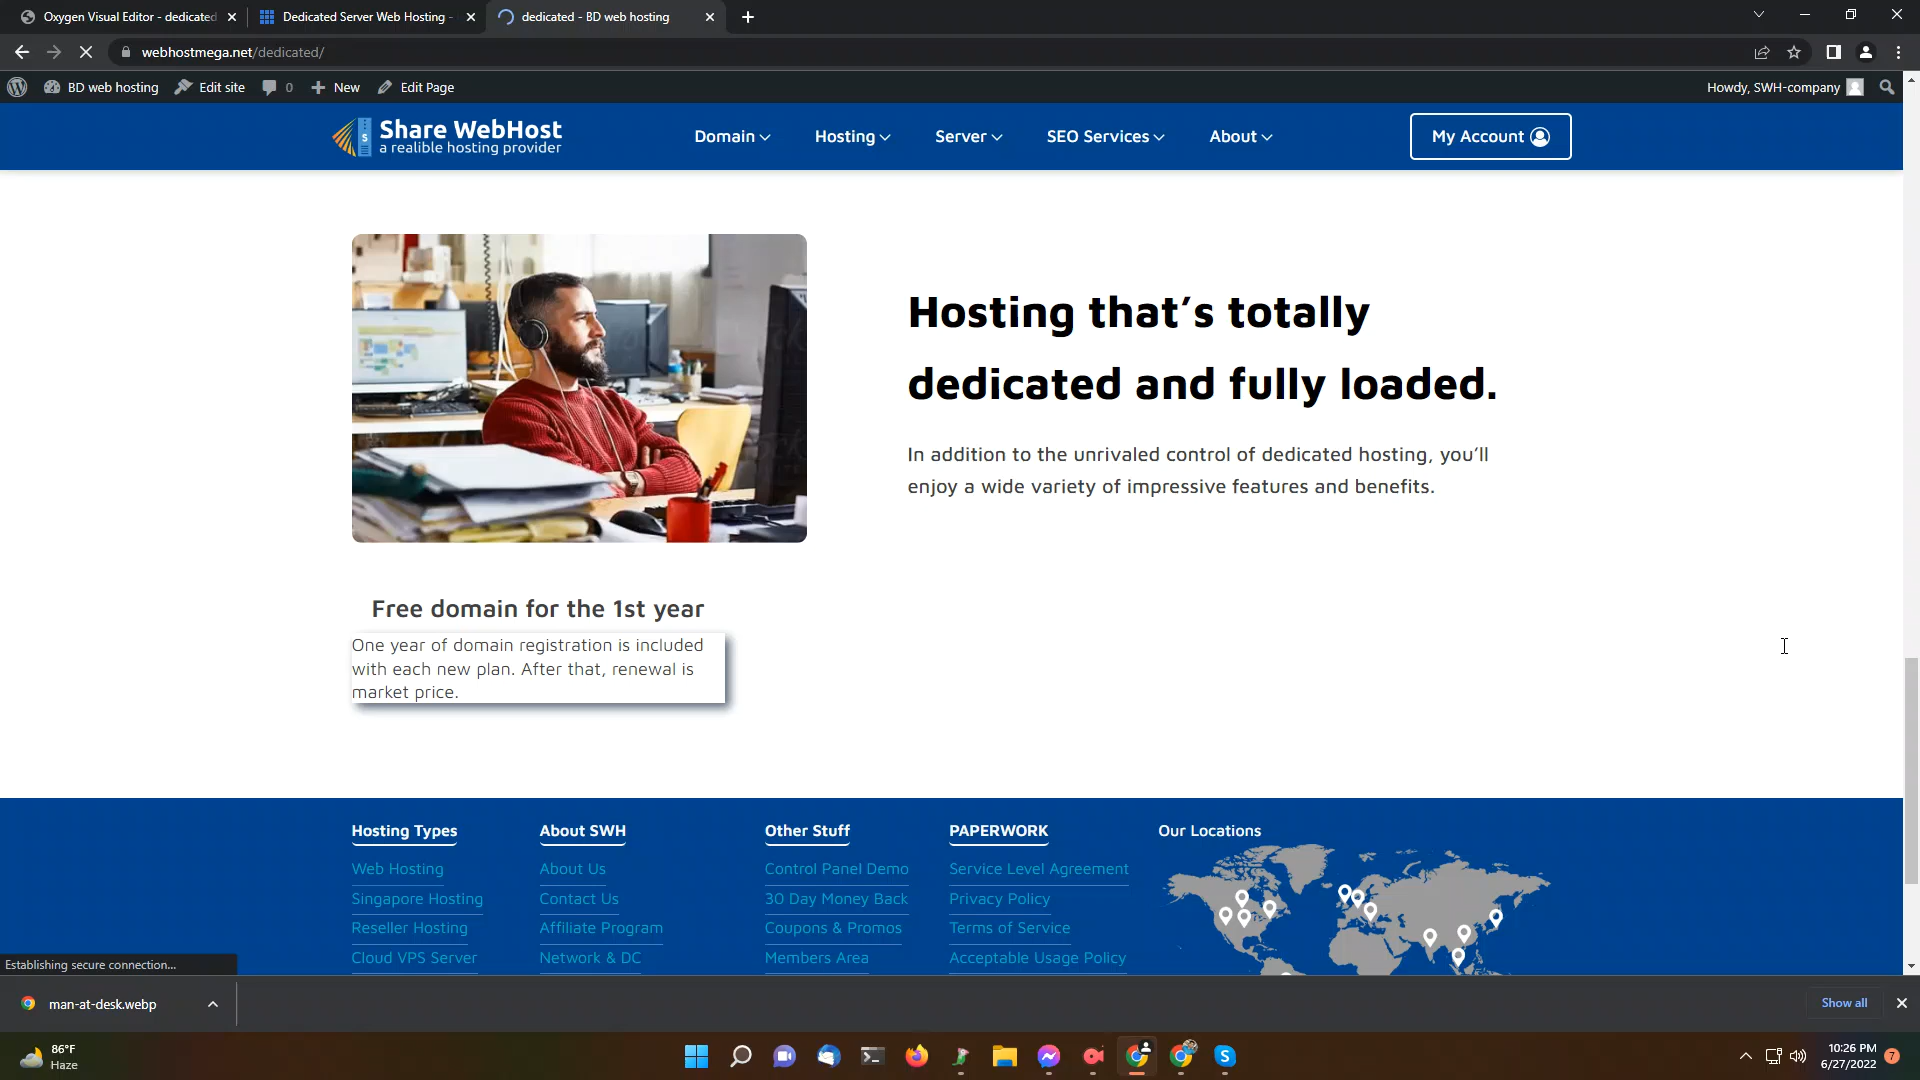 Oxygen Visual Editor - dedicated
Dedicated Server Web Hosting -
dedicated - BD web hosting
webhostmega.net/dedicated/
BD web hosting
Edit site
0
New
Edit Page
Howdy, SWH-company
Share WebHost
a realible hosting provider
Domain
Hosting
Server
SEO Services
About
My Account
Hosting that's totally
dedicated and fully loaded.
In addition to the unrivaled control of dedicated hosting, you'll
enjoy a wide variety of impressive features and benefits.
Free domain for the 1st year
One year of domain registration is included
with each new plan. After that, renewal is
market price.
Hosting Types
Web Hosting
Singapore Hosting
Reseller Hosting
Cloud VPS Server
About SWH
About Us
Contact Us
Affiliate Program
Network & DC
Other Stuff
Control Panel Demo
30 Day Money Back
Coupons & Promos
Members Area
PAPERWORK
Service Level Agreement
Privacy Policy
Terms of Service
Acceptable Usage Policy
Our Locations
Establishing secure connection...
man-at-desk.webp
Show all
86°F
Haze
10:26 PM
6/27/2022
7